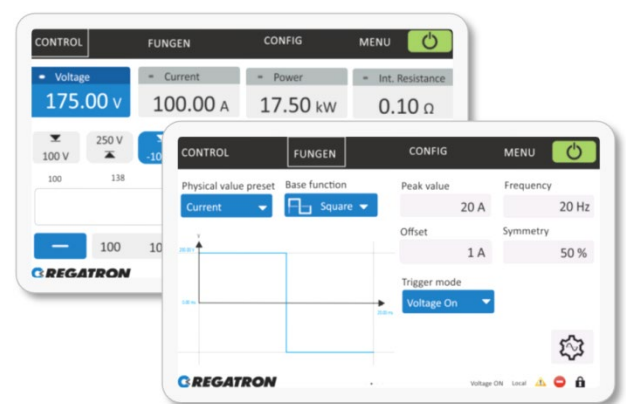 CONTROL FUNGEN CONFIG MENU
Voltage Current Power Int. Resistance
175.00 V 100.00 A 17.50 kW 0.10 Ω
100 V 250 V -10
100 138
100 10
REGATRON
CONTROL FUNGEN CONFIG MENU
Physical value preset Base function Peak value Frequency
Current Square 20 A 20 Hz
Offset Symmetry
1 A 50 %
Trigger mode
Voltage On
REGATRON
Voltage ON Local